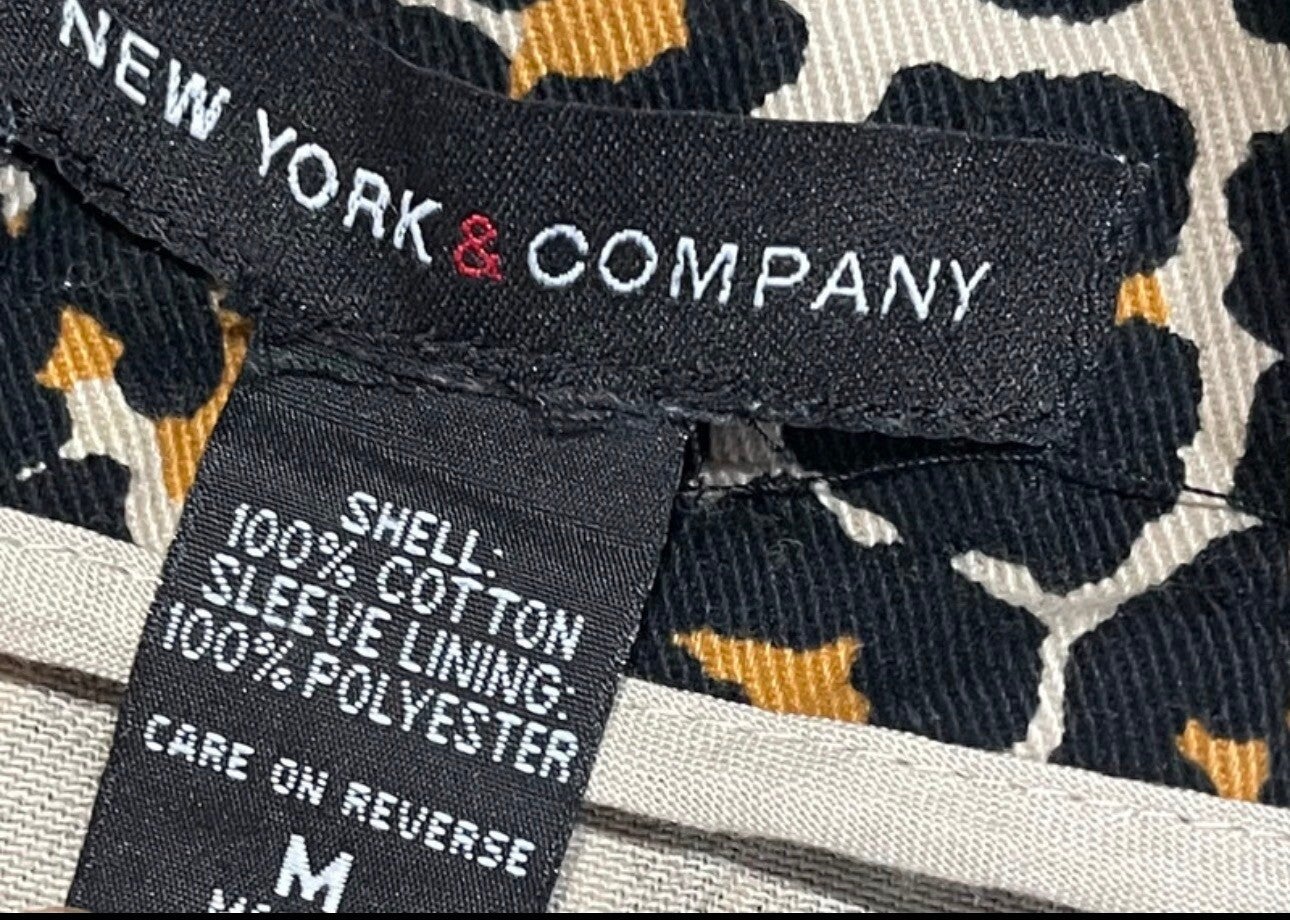 NEW YORK & COMPANY
SHELL:
100% COTTON
SLEEVE LINING:
100% POLYESTER
CARE ON REVERSE
M